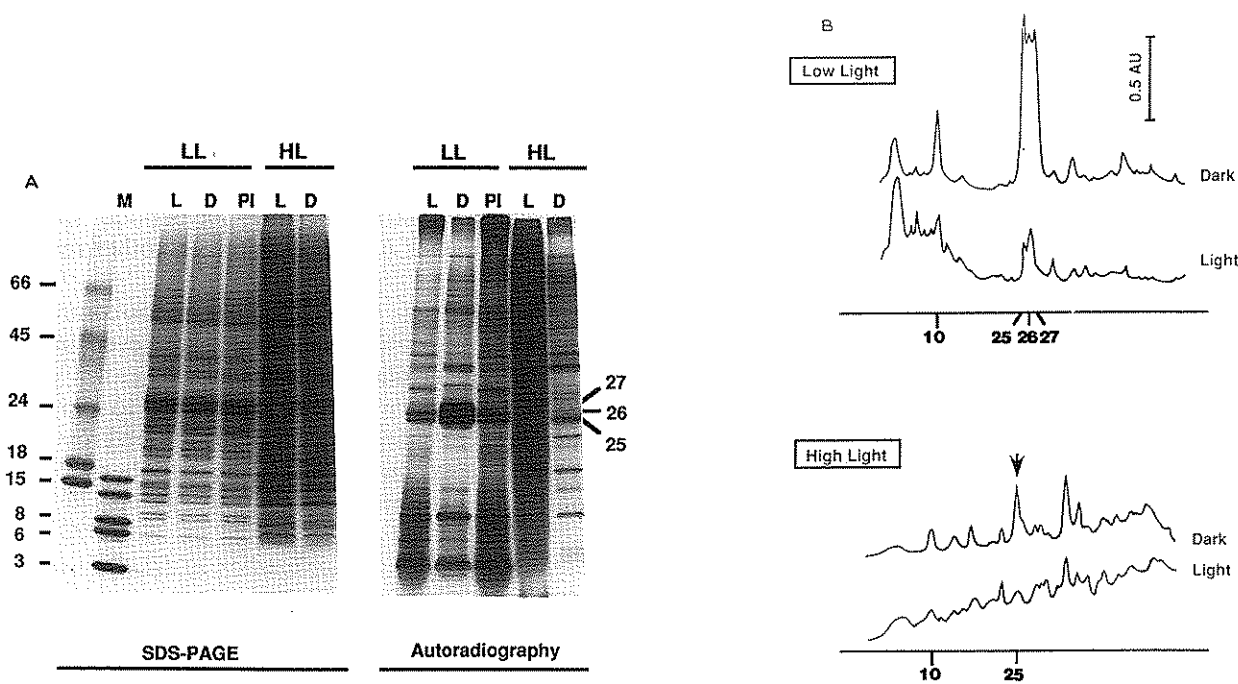 A
LL HL
M L D PI L D
66
45
24
18
15
8
6
3
SDS-PAGE
LL HL
L D PI L D
27
26
25
Autoradiography
B
Low Light
0.5 AU
Dark
Light
10 25 26 27
High Light
Dark
Light
10 25